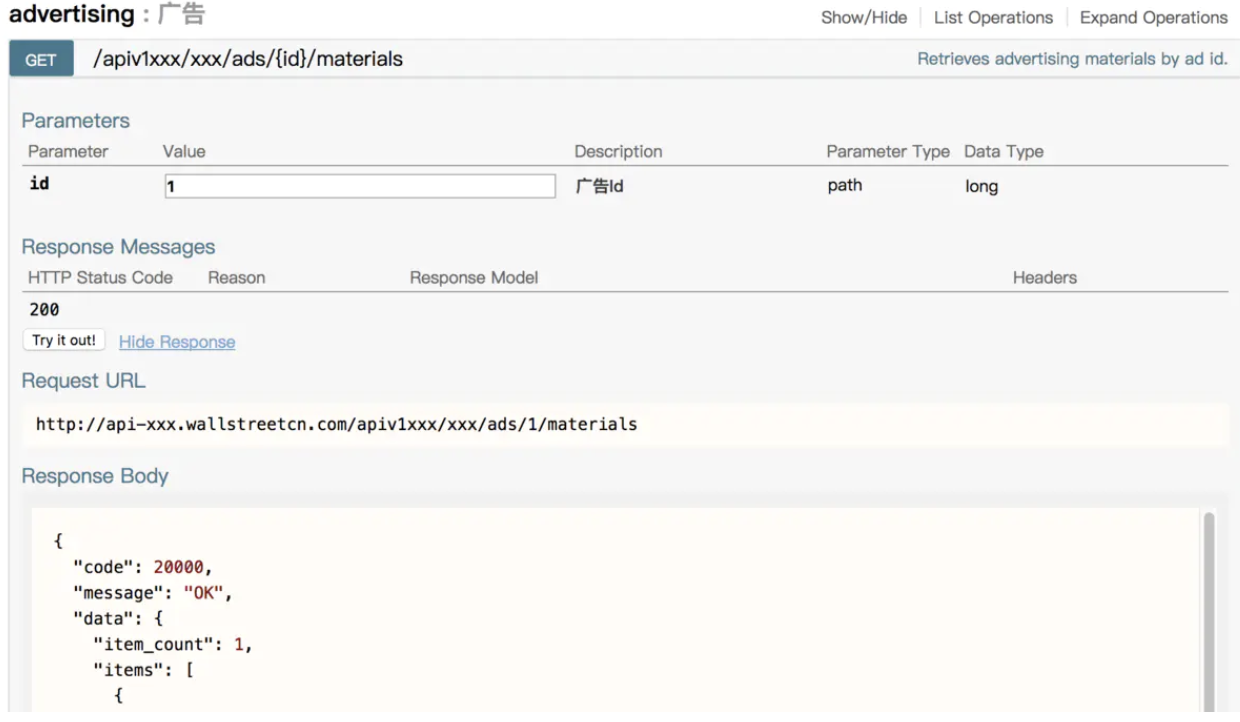 advertising : 广告 Show/Hide List Operations Expand Operations
GET /apiv1xxx/xxx/ads/{id}/materials Retrieves advertising materials by ad id.
Parameters
Parameter Value Description Parameter Type Data Type
id 1 广告Id path long
Response Messages
HTTP Status Code Reason Response Model Headers
200
Try it out! Hide Response
Request URL
http://api-xxx.wallstreetcn.com/apiv1xxx/xxx/ads/1/materials
Response Body
{
"code": 20000,
"message": "OK",
"data": {
"item_count": 1,
"items": [
{